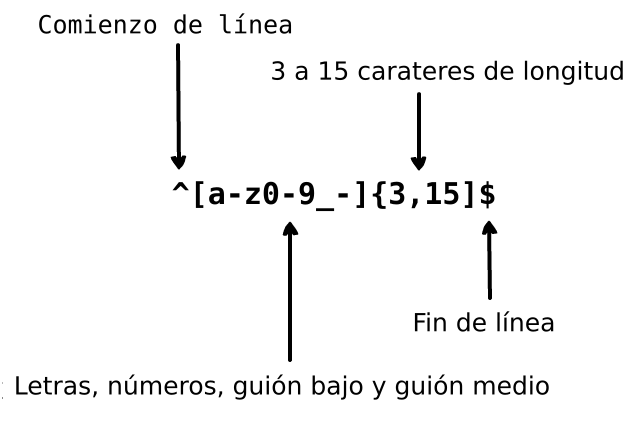 Comienzo de línea
3 a 15 carateres de longitud
^[a-z0-9_-]{3,15]$
Fin de línea
Letras, números, guión bajo y guión medio